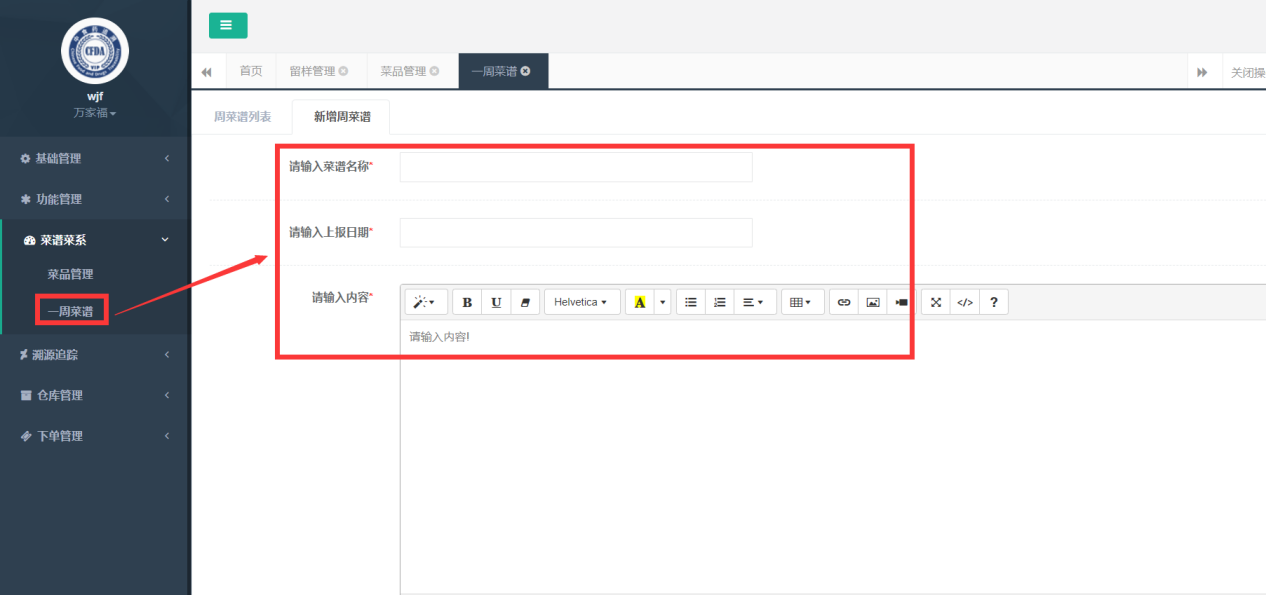 CFDA
VIP
wjf
万家福
基础管理
功能管理
菜谱菜系
菜品管理
一周菜谱
溯源追踪
仓库管理
下单管理
首页
留样管理
菜品管理
一周菜谱
关闭操
周菜谱列表
新增周菜谱
请输入菜谱名称*
请输入上报日期*
请输入内容*
B U Helvetica A </> ?
请输入内容!